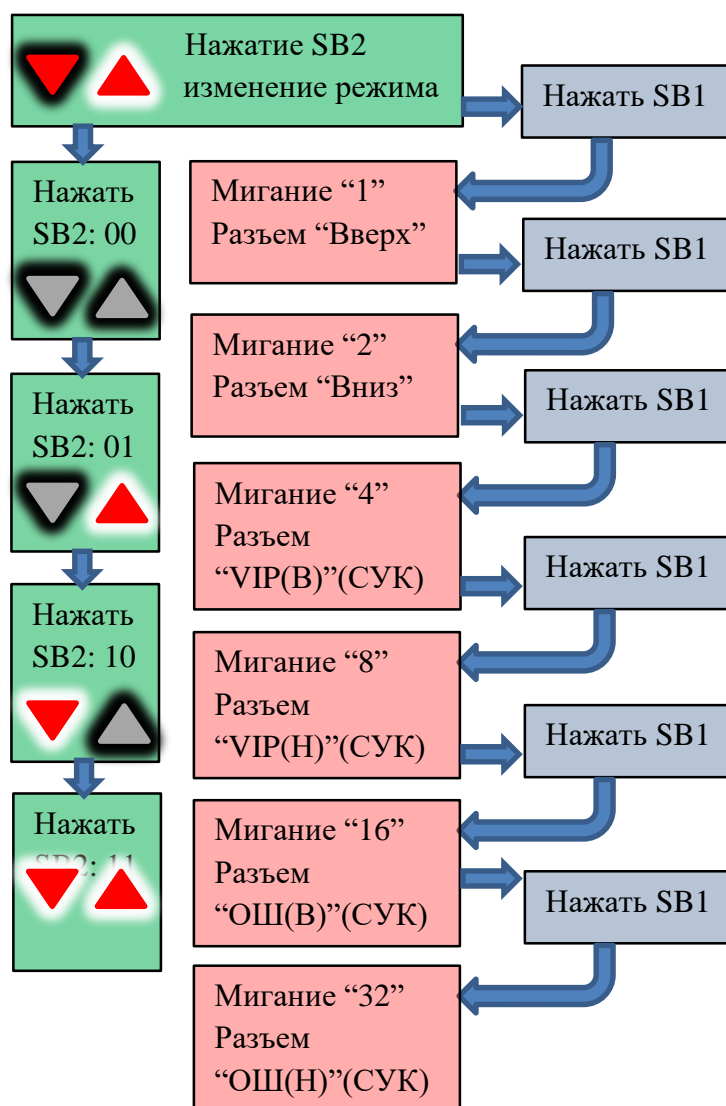 Нажатие SB2
изменение режима
Нажать SB1
Нажать
SB2: 00
Мигание “1”
Разъем “Вверх”
Нажать SB1
Мигание “2”
Разъем “Вниз”
Нажать SB1
Нажать
SB2: 01
Мигание “4”
Разъем
“VIP(В)”(СУК)
Нажать SB1
Нажать
SB2: 10
Мигание “8”
Разъем
“VIP(Н)”(СУК)
Нажать SB1
Нажать
SB2: 11
Мигание “16”
Разъем
“ОШ(В)”(СУК)
Нажать SB1
Мигание “32”
Разъем
“ОШ(Н)”(СУК)